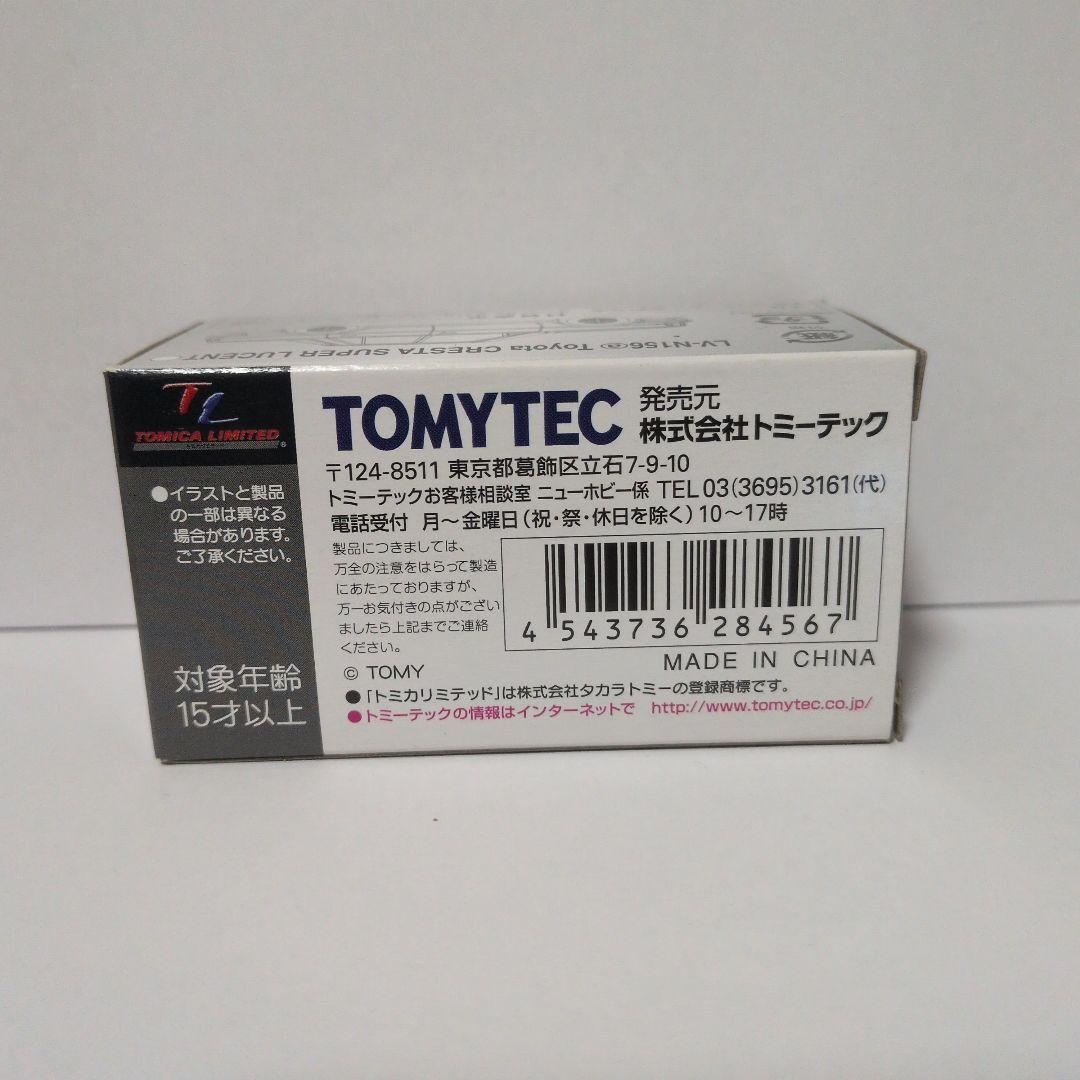 LV-N156ⓐ Toyota CRESTA SUPER LUCENT
TL
TOMICA LIMITED
●イラストと製品
の一部は異なる
場合があります。
ご了承ください。
対象年齢
15才以上
TOMYTEC 発売元
株式会社トミーテック
〒124-8511 東京都葛飾区立石7-9-10
トミーテックお客様相談室 ニューホビー係 TEL 03(3695)3161(代)
電話受付 月～金曜日(祝・祭・休日を除く)10～17時
製品につきましては、
万全の注意をはらって製造
にあたっておりますが、
万一お気付きの点がござい
ましたら上記までご連絡
ください。
4 543736 284567
© TOMY
MADE IN CHINA
●「トミカリミテッド」は株式会社タカラトミーの登録商標です。
●トミーテックの情報はインターネットで http://www.tomytec.co.jp/